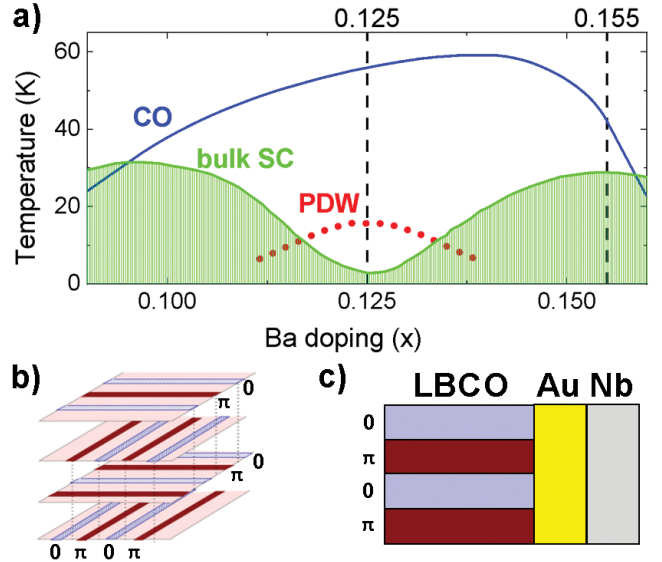 a)
0.125 0.155
60
40
20
0
Temperature (K)
CO
bulk SC
PDW
0.100 0.125 0.150
Ba doping (x)
b)
0
π
0
π
0 π 0 π
c)
LBCO Au Nb
0
π
0
π